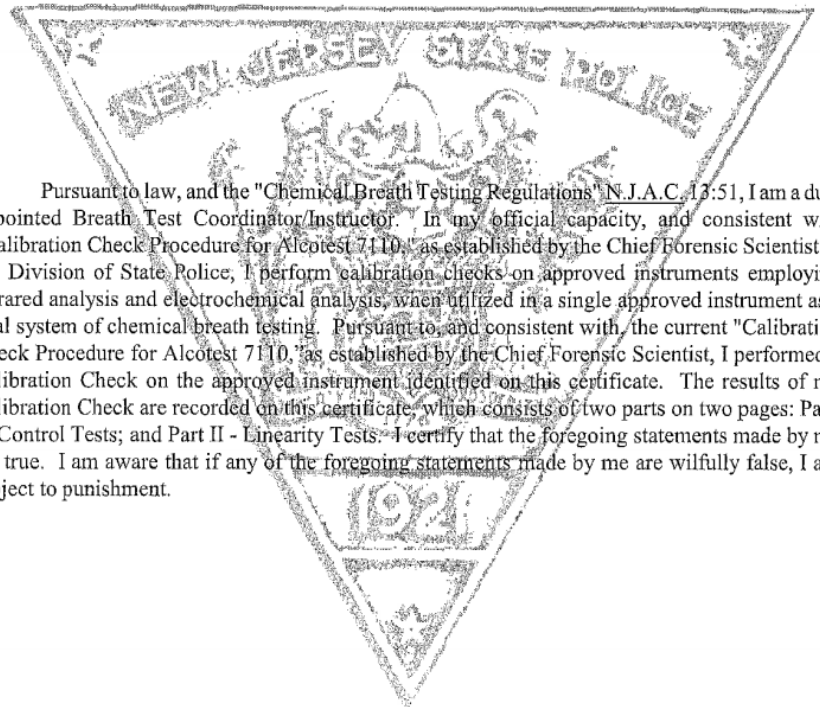 NEW JERSEY STATE POLICE
Pursuant to law, and the "Chemical Breath Testing Regulations" N.J.A.C. 13:51, I am a du
pointed Breath Test Coordinator/Instructor. In my official capacity, and consistent w
alibration Check Procedure for Alcotest 7110," as established by the Chief Forensic Scientist
Division of State Police, I perform calibration checks on approved instruments employi
rared analysis and electrochemical analysis, when utilized in a single approved instrument as
al system of chemical breath testing. Pursuant to, and consistent with, the current "Calibrati
eck Procedure for Alcotest 7110," as established by the Chief Forensic Scientist, I performed
libration Check on the approved instrument identified on this certificate. The results of m
libration Check are recorded on this certificate, which consists of two parts on two pages: Pa
Control Tests; and Part II - Linearity Tests. I certify that the foregoing statements made by m
true. I am aware that if any of the foregoing statements made by me are wilfully false, I a
ject to punishment.
1921